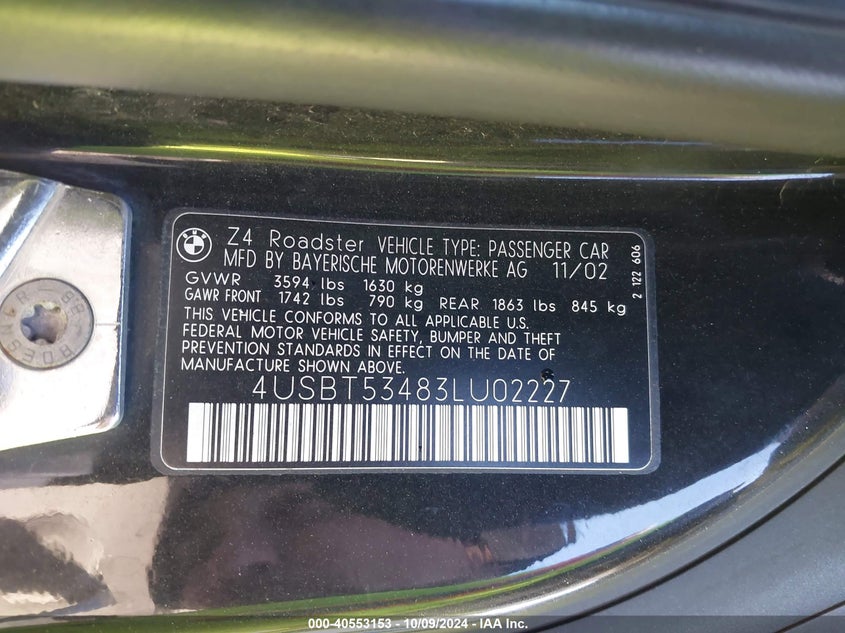 Z4 Roadster VEHICLE TYPE: PASSENGER CAR
MFD BY BAYERISCHE MOTORENWERKE AG 11/02
GVWR 3594 lbs 1630 kg
GAWR FRONT 1742 lbs 790 kg REAR 1863 lbs 845 kg
THIS VEHICLE CONFORMS TO ALL APPLICABLE U.S.
FEDERAL MOTOR VEHICLE SAFETY, BUMPER AND THEFT
PREVENTION STANDARDS IN EFFECT ON THE DATE OF
MANUFACTURE SHOWN ABOVE.
4USBT53483LU02227
2 122 606
BMW
000-40553153 - 10/09/2024 - IAA Inc.